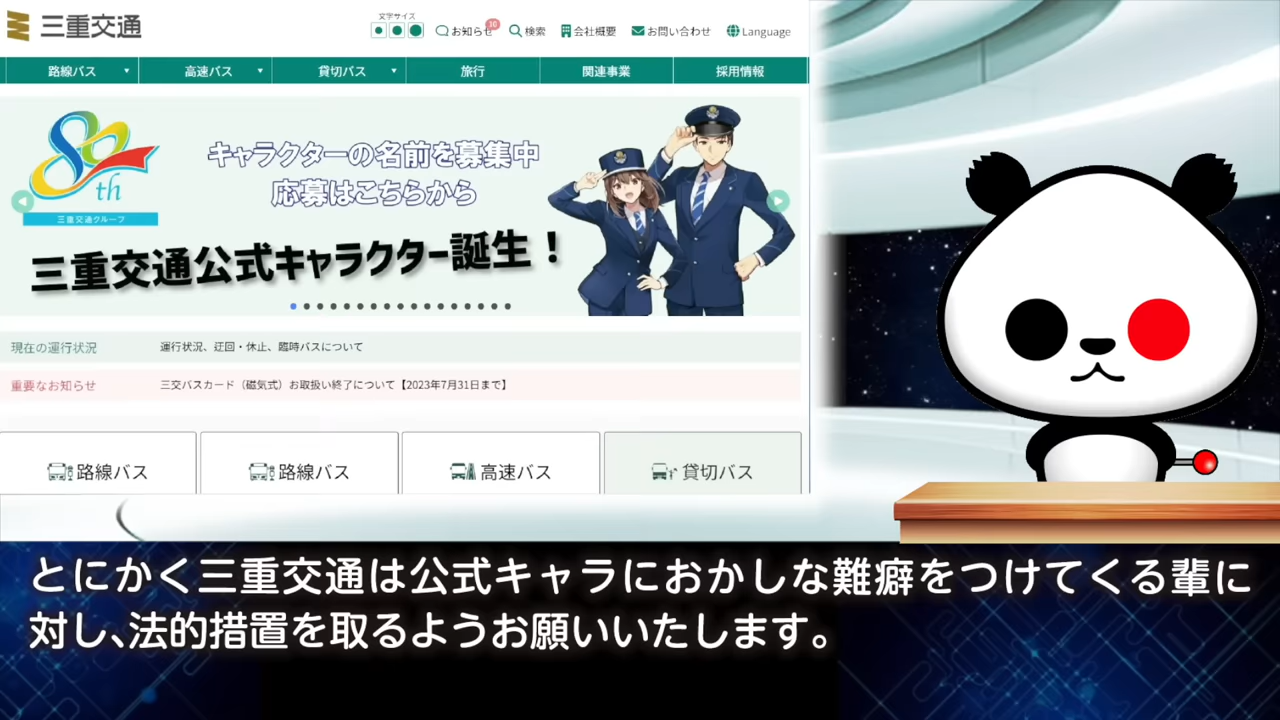 三重交通
文字サイズ
お知らせ
10
検索
会社概要
お問い合わせ
Language
路線バス
高速バス
貸切バス
旅行
関連事業
採用情報
80th
三重交通グループ
キャラクターの名前を募集中
応募はこちらから
三重交通公式キャラクター誕生！
現在の運行状況
運行状況、迂回・休止、臨時バスについて
重要なお知らせ
三交バスカード（磁気式）お取扱い終了について【2023年7月31日まで】
路線バス
路線バス
高速バス
貸切バス
とにかく三重交通は公式キャラにおかしな難癖をつけてくる輩に
対し、法的措置を取るようお願いいたします。